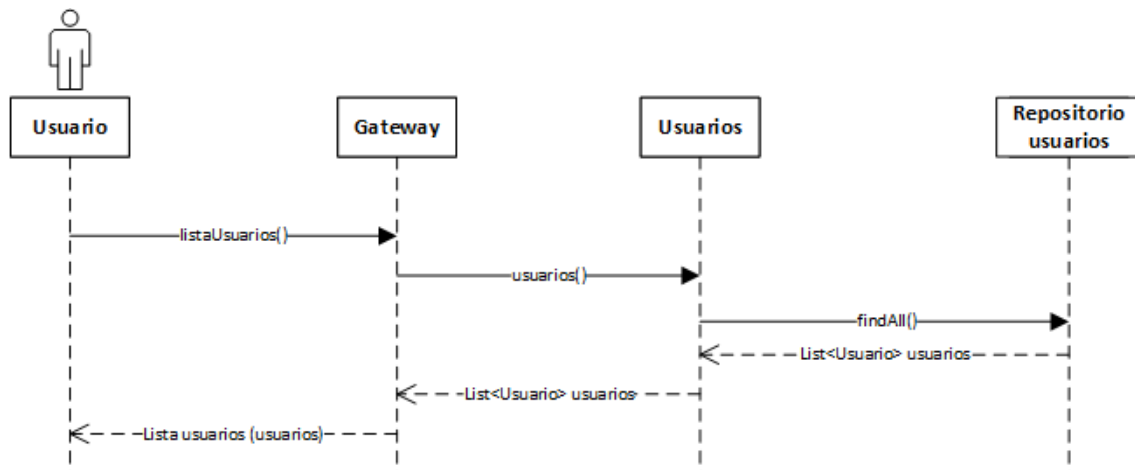 Usuario
Gateway
Usuarios
Repositorio
usuarios
listaUsuarios()
usuarios()
findAll()
List<Usuario> usuarios
List<Usuario> usuarios
Lista usuarios (usuarios)